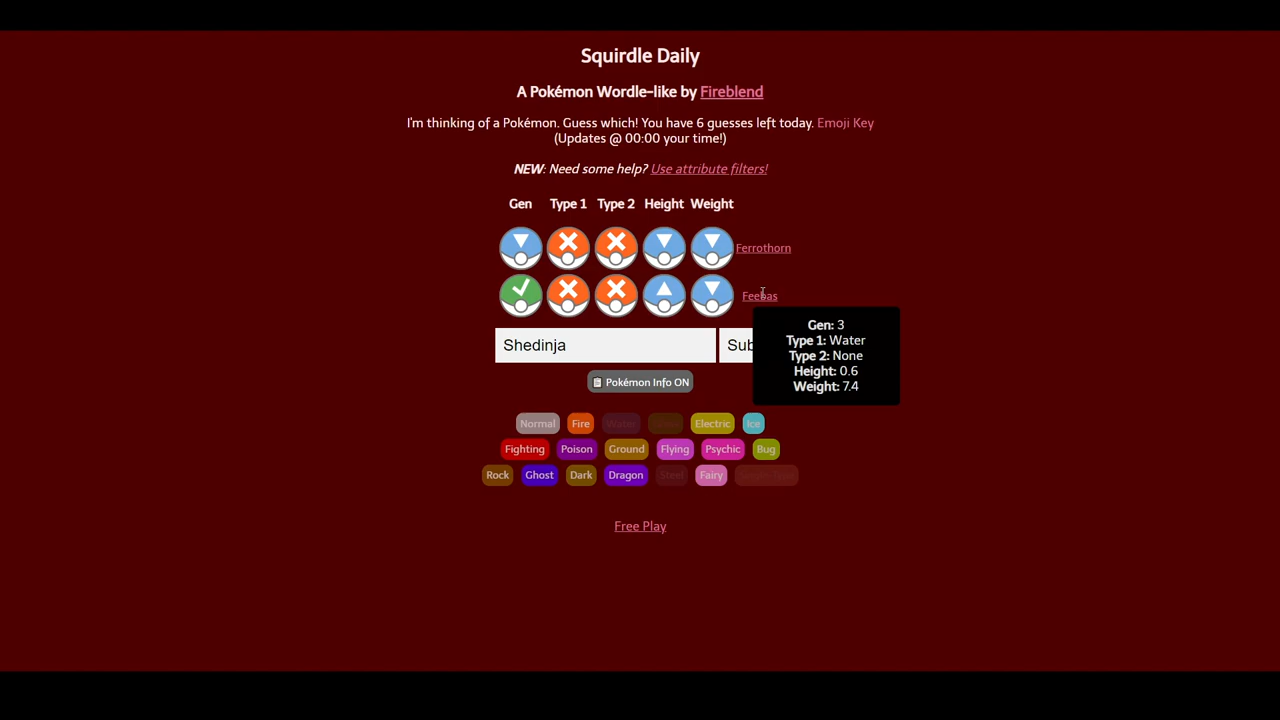 Squirdle Daily
A Pokémon Wordle-like by Fireblend
I'm thinking of a Pokémon. Guess which! You have 6 guesses left today. Emoji Key
(Updates @ 00:00 your time!)
NEW: Need some help? Use attribute filters!
Gen Type 1 Type 2 Height Weight
Ferrothorn
Feebas
Gen: 3
Type 1: Water
Type 2: None
Height: 0.6
Weight: 7.4
Shedinja Sub
Pokémon Info ON
Normal Fire Water Grass Electric Ice
Fighting Poison Ground Flying Psychic Bug
Rock Ghost Dark Dragon Steel Fairy
Free Play